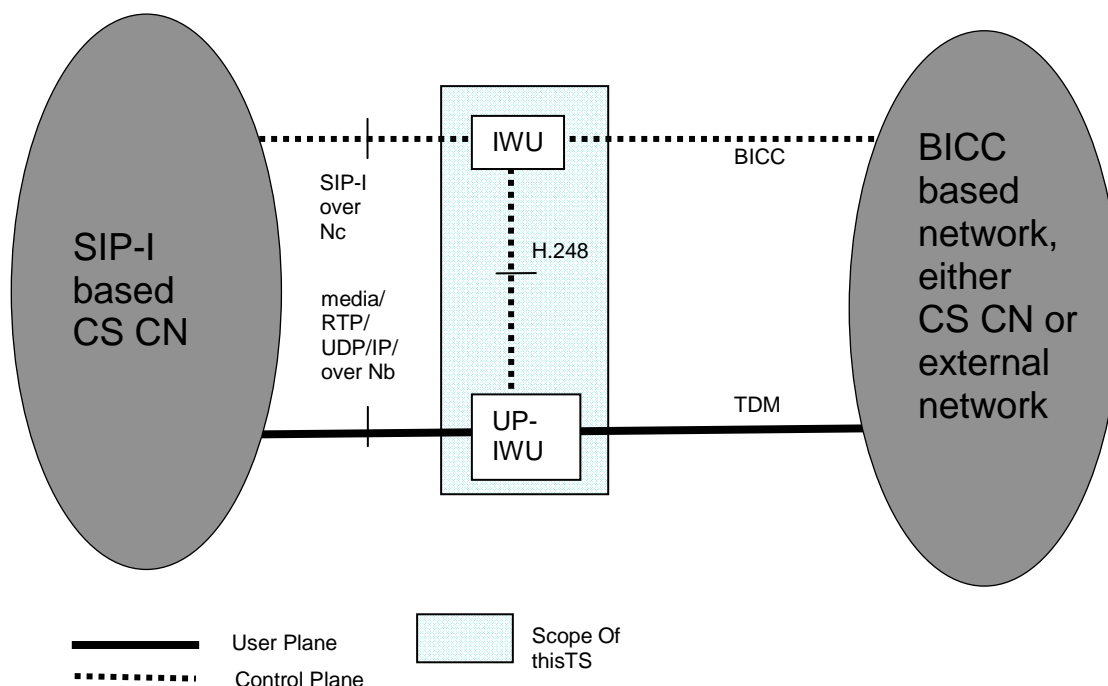 SIP-I
based
CS CN
SIP-I
over
Nc
media/
RTP/
UDP/IP/
over Nb
IWU
H.248
UP-
IWU
BICC
TDM
BICC
based
network,
either
CS CN or
external
network
User Plane
Control Plane
Scope Of
thisTS